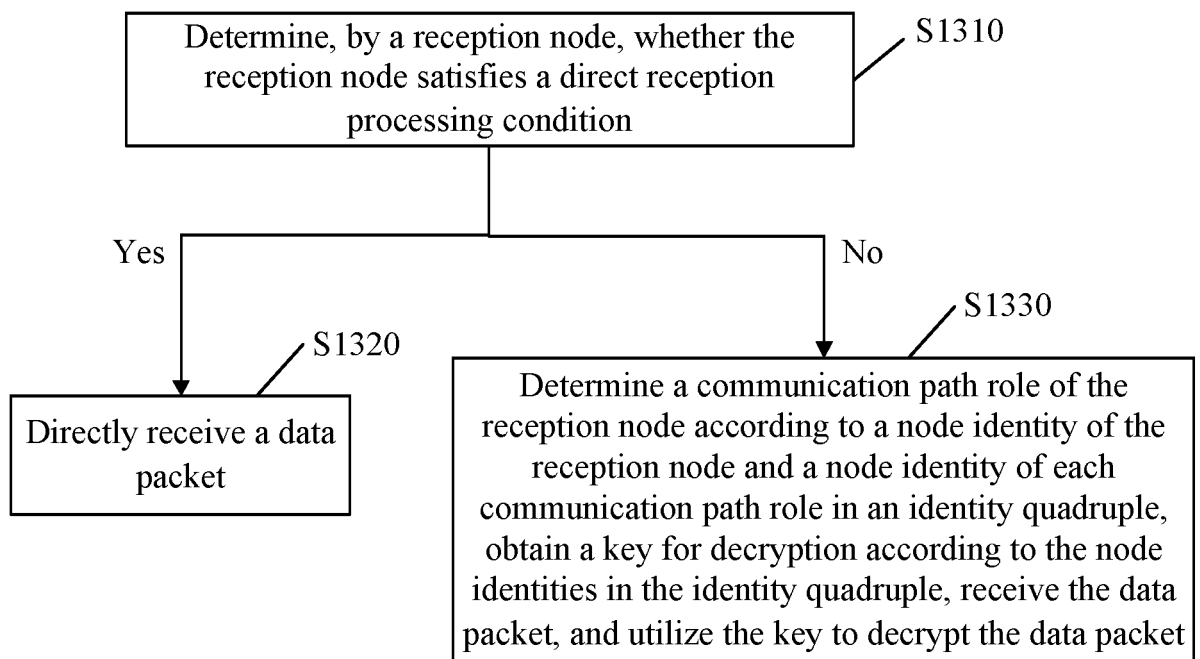 Determine, by a reception node, whether the
reception node satisfies a direct reception
processing condition
S1310
Yes
No
S1320
Directly receive a data
packet
S1330
Determine a communication path role of the
reception node according to a node identity of the
reception node and a node identity of each
communication path role in an identity quadruple,
obtain a key for decryption according to the node
identities in the identity quadruple, receive the data
packet, and utilize the key to decrypt the data packet